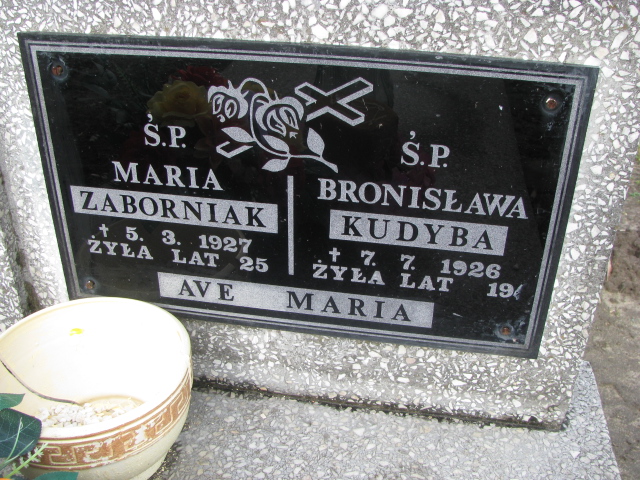 Ś.P.
MARIA
ZABORNIAK
† 5. 3. 1927
ŻYŁA LAT 25
Ś.P.
BRONISŁAWA
KUDYBA
† 7. 7. 1926
ŻYŁA LAT 19
AVE MARIA